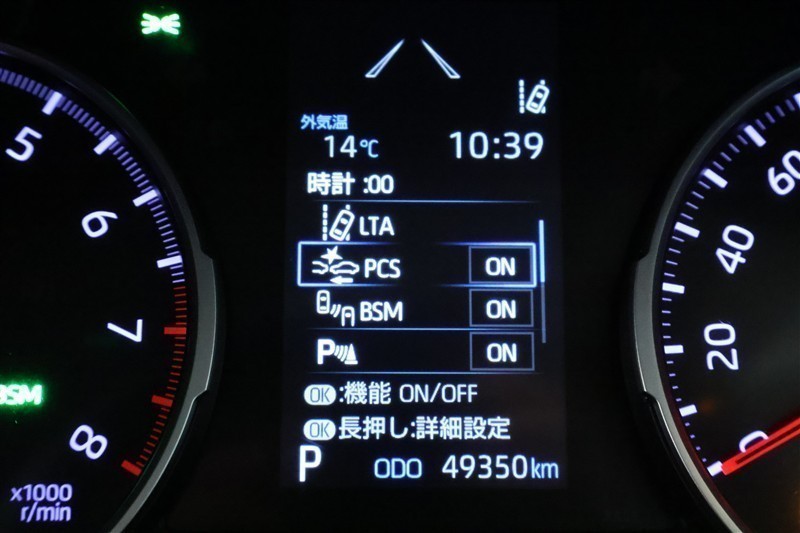 外気温
14℃ 10:39
時計 :00
LTA
PCS ON
BSM ON
P ON
OK:機能 ON/OFF
OK長押し:詳細設定
P ODO 49350km
5
6
7
8
x1000
r/min
BSM
60
40
20
0